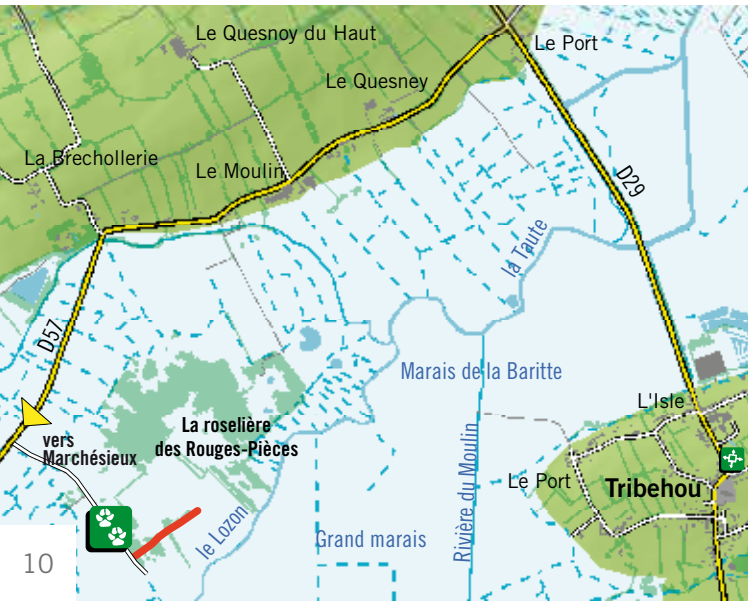 Le Quesnoy du Haut
Le Port
Le Quesney
La Brechollerie
Le Moulin
D29
la Taute
D57
Marais de la Baritte
L'Isle
vers
Marchésieux
La roselière
des Rouges-Pièces
Rivière du Moulin
Le Port
Tribehou
le Lozon
Grand marais
10